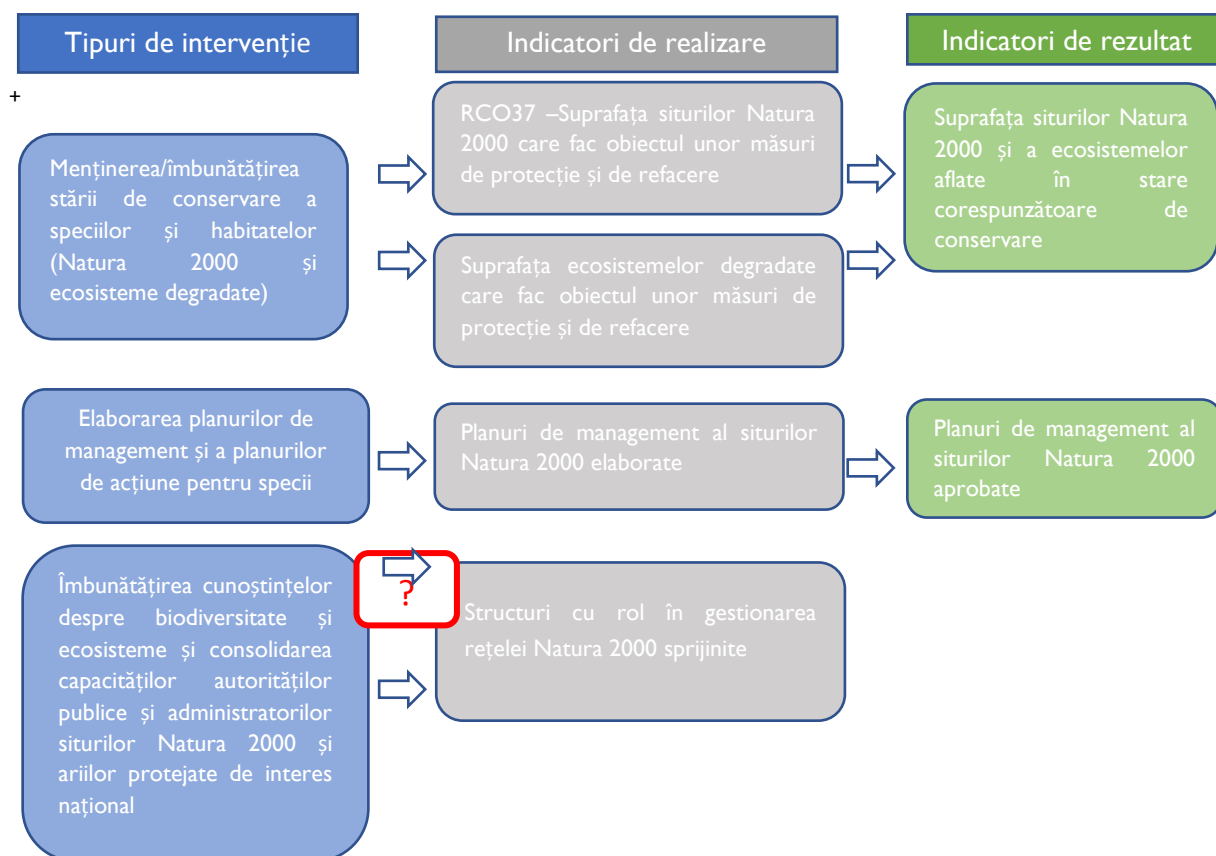 Tipuri de intervenție
Indicatori de realizare
Indicatori de rezultat
+
Menținerea/îmbunătățirea
stării de conservare a
speciilor și habitatelor
(Natura 2000 și
ecosisteme degradate)
RCO37 –Suprafața siturilor Natura
2000 care fac obiectul unor măsuri
de protecție și de refacere
Suprafața ecosistemelor degradate
care fac obiectul unor măsuri de
protecție și de refacere
Suprafața siturilor Natura
2000 și a ecosistemelor
aflate în stare
corespunzătoare de
conservare
Elaborarea planurilor de
management și a planurilor
de acțiune pentru specii
Planuri de management al siturilor
Natura 2000 elaborate
Planuri de management al
siturilor Natura 2000
aprobate
Îmbunătățirea cunoștințelor
despre biodiversitate și
ecosisteme și consolidarea
capacităților autorităților
publice și administratorilor
siturilor Natura 2000 și
ariilor protejate de interes
național
?
Structuri cu rol în gestionarea
rețelei Natura 2000 sprijinite